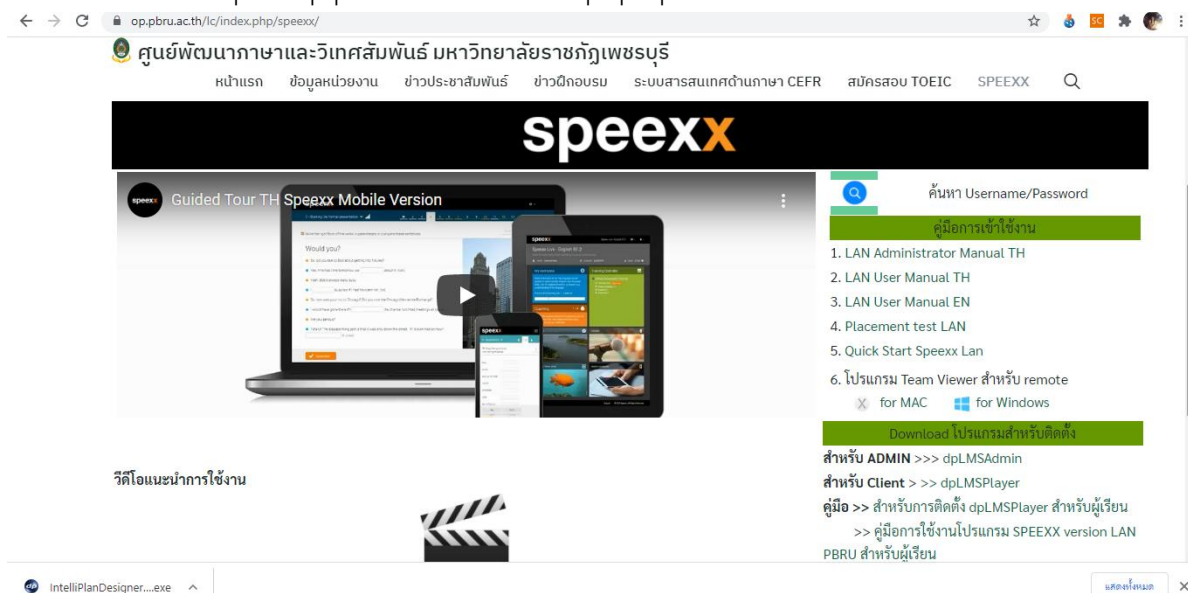 op.pbru.ac.th/lc/index.php/speexx/
ศูนย์พัฒนาภาษาและวิเทศสัมพันธ์ มหาวิทยาลัยราชภัฏเพชรบุรี
หน้าแรก ข้อมูลหน่วยงาน ข่าวประชาสัมพันธ์ ข่าวฝึกอบรม ระบบสารสนเทศด้านภาษา CEFR สมัครสอบ TOEIC SPEEXX
speexx
speexx Guided Tour TH Speexx Mobile Version
Would you?
speexx
speexx
ค้นหา Username/Password
คู่มือการเข้าใช้งาน
1. LAN Administrator Manual TH
2. LAN User Manual TH
3. LAN User Manual EN
4. Placement test LAN
5. Quick Start Speexx Lan
6. โปรแกรม Team Viewer สำหรับ remote
X for MAC for Windows
Download โปรแกรมสำหรับติดตั้ง
สำหรับ ADMIN >>> dpLMSAdmin
สำหรับ Client > >> dpLMSPlayer
คู่มือ >> สำหรับการติดตั้ง dpLMSPlayer สำหรับผู้เรียน
>> คู่มือการใช้งานโปรแกรม SPEEXX version LAN
PBRU สำหรับผู้เรียน
วีดีโอแนะนำการใช้งาน
IntelliPlanDesigner....exe
แสดงทั้งหมด